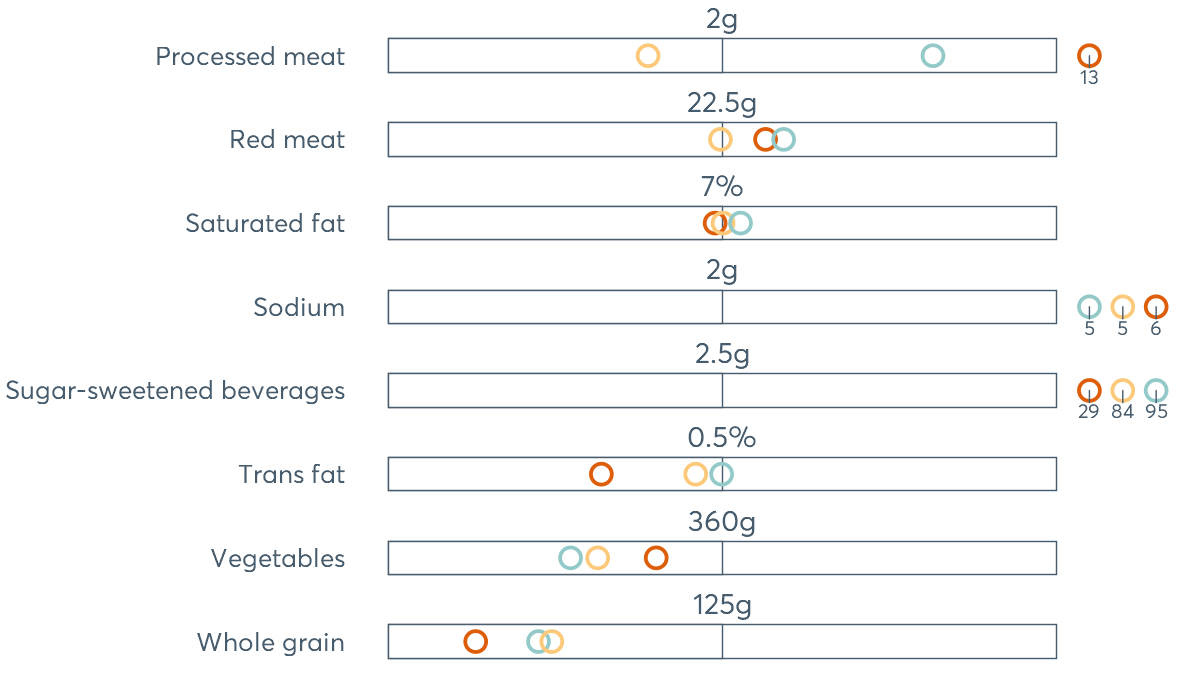 2g
Processed meat
13
22.5g
Red meat
7%
Saturated fat
2g
Sodium
5 5 6
2.5g
Sugar-sweetened beverages
29 84 95
0.5%
Trans fat
360g
Vegetables
125g
Whole grain